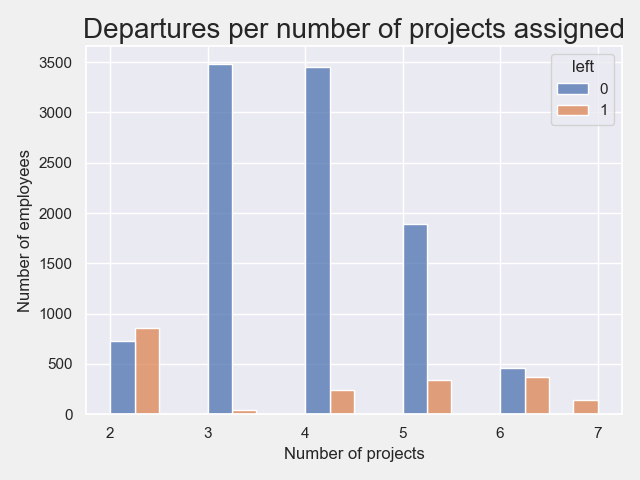 Departures per number of projects assigned
left
0
1
Number of employees
3500
3000
2500
2000
1500
1000
500
0
2 3 4 5 6 7
Number of projects